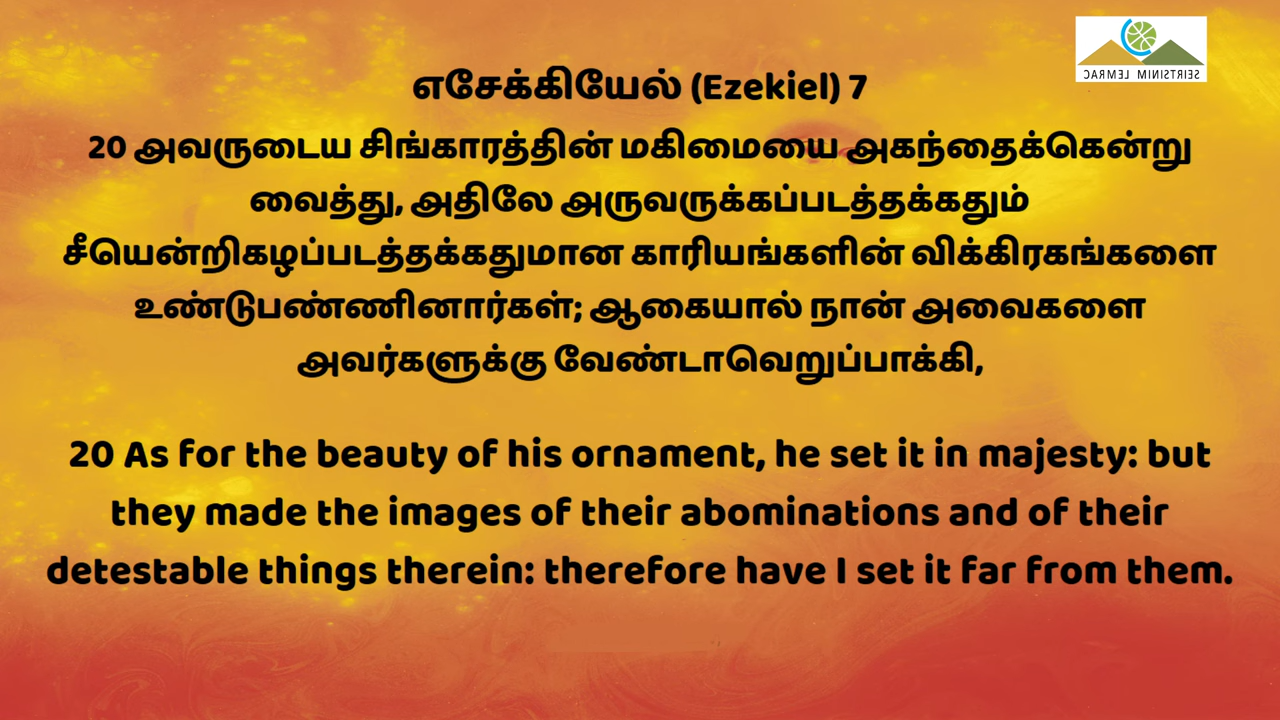 எசேக்கியேல் (Ezekiel) 7
20 அவருடைய சிங்காரத்தின் மகிமையை அகந்தைக்கென்று
வைத்து, அதிலே அருவருக்கப்படத்தக்கதும்
சீயென்றிகழப்படத்தக்கதுமான காரியங்களின் விக்கிரகங்களை
உண்டுபண்ணினார்கள்; ஆகையால் நான் அவைகளை
அவர்களுக்கு வேண்டாவெறுப்பாக்கி,
20 As for the beauty of his ornament, he set it in majesty: but
they made the images of their abominations and of their
detestable things therein: therefore have I set it far from them.
CARMEL MINISTRIES